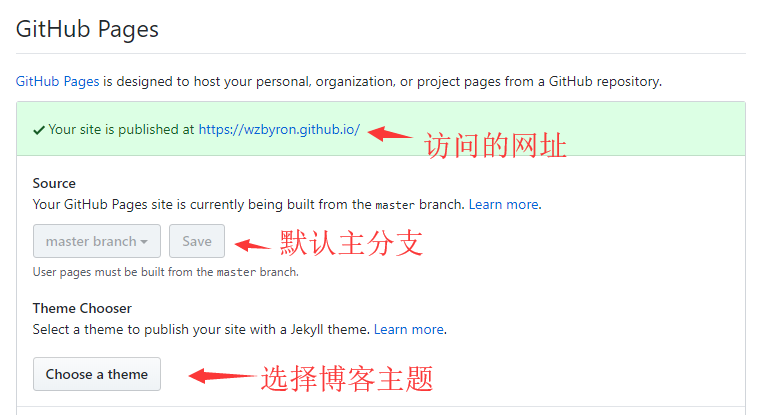 GitHub Pages
GitHub Pages is designed to host your personal, organization, or project pages from a GitHub repository.
Your site is published at https://wzbyron.github.io/
访问的网址
Source
Your GitHub Pages site is currently being built from the master branch. Learn more.
master branch Save
默认主分支
User pages must be built from the master branch.
Theme Chooser
Select a theme to publish your site with a Jekyll theme. Learn more.
Choose a theme
选择博客主题